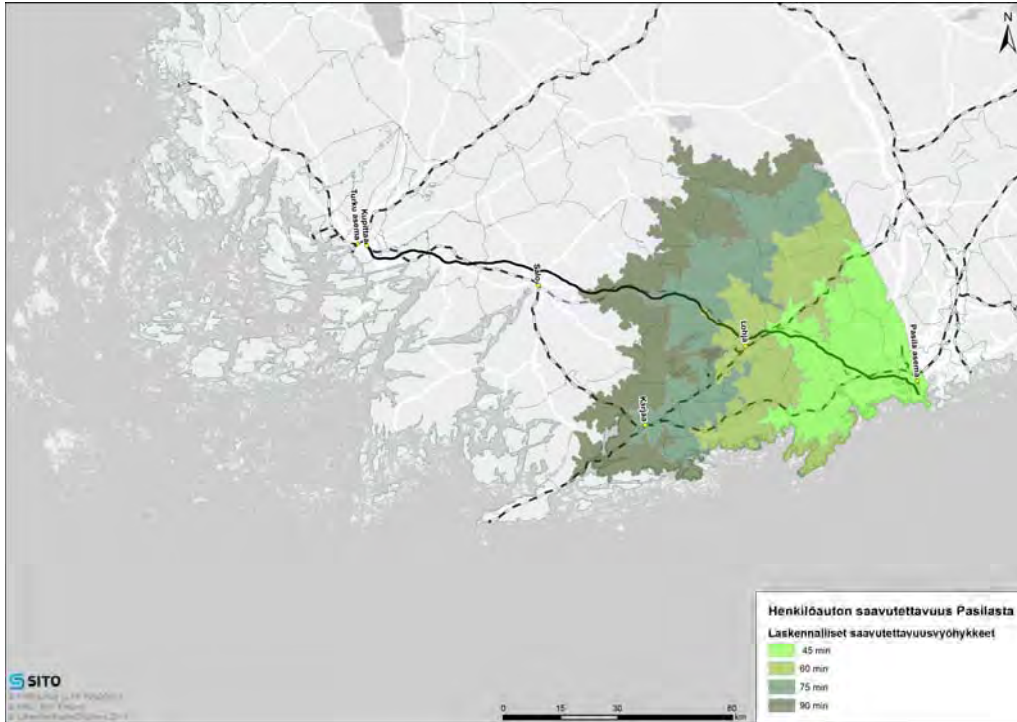 N
Turku asema
Kupittaa
Salo
Lohja
Pasila asema
Karjaa
Henkilöauton saavutettavuus Pasilasta
Laskennalliset saavutettavuusvyöhykkeet
45 min
60 min
75 min
90 min
SITO
0 15 30 60
km